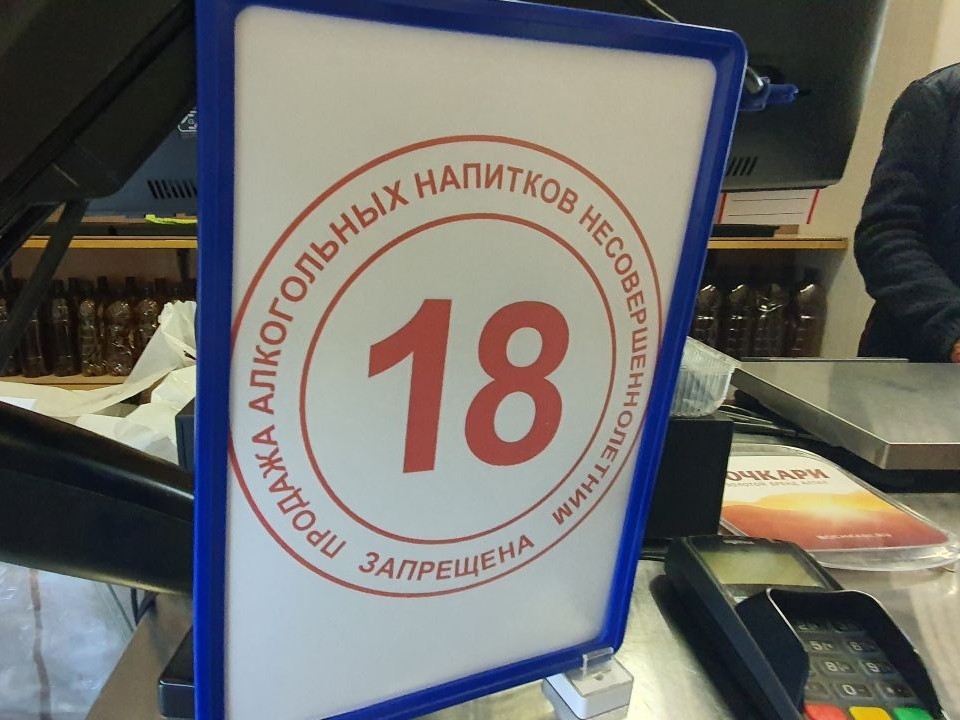 ПРОДАЖА АЛКОГОЛЬНЫХ НАПИТКОВ НЕСОВЕРШЕННОЛЕТНИМ
ЗАПРЕЩЕНА
18
ОЧКАРИ